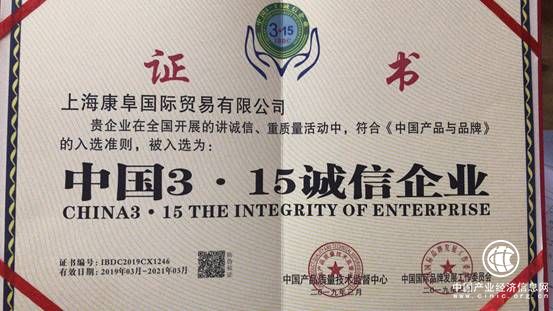 3·15
证 书
上海康阜国际贸易有限公司
贵企业在全国开展的讲诚信、重质量活动中，符合《中国产品与品牌》
的入选准则，被入选为：
中国3·15诚信企业
CHINA3·15 THE INTEGRITY OF ENTERPRISE
证书编号：IBDC2019CX1246
有效日期：2019年03月-2021年03月
中国产品质量技术监督中心
中国国际品牌发展工作委员会
中国产业经济信息网
www.cinic.org.cn